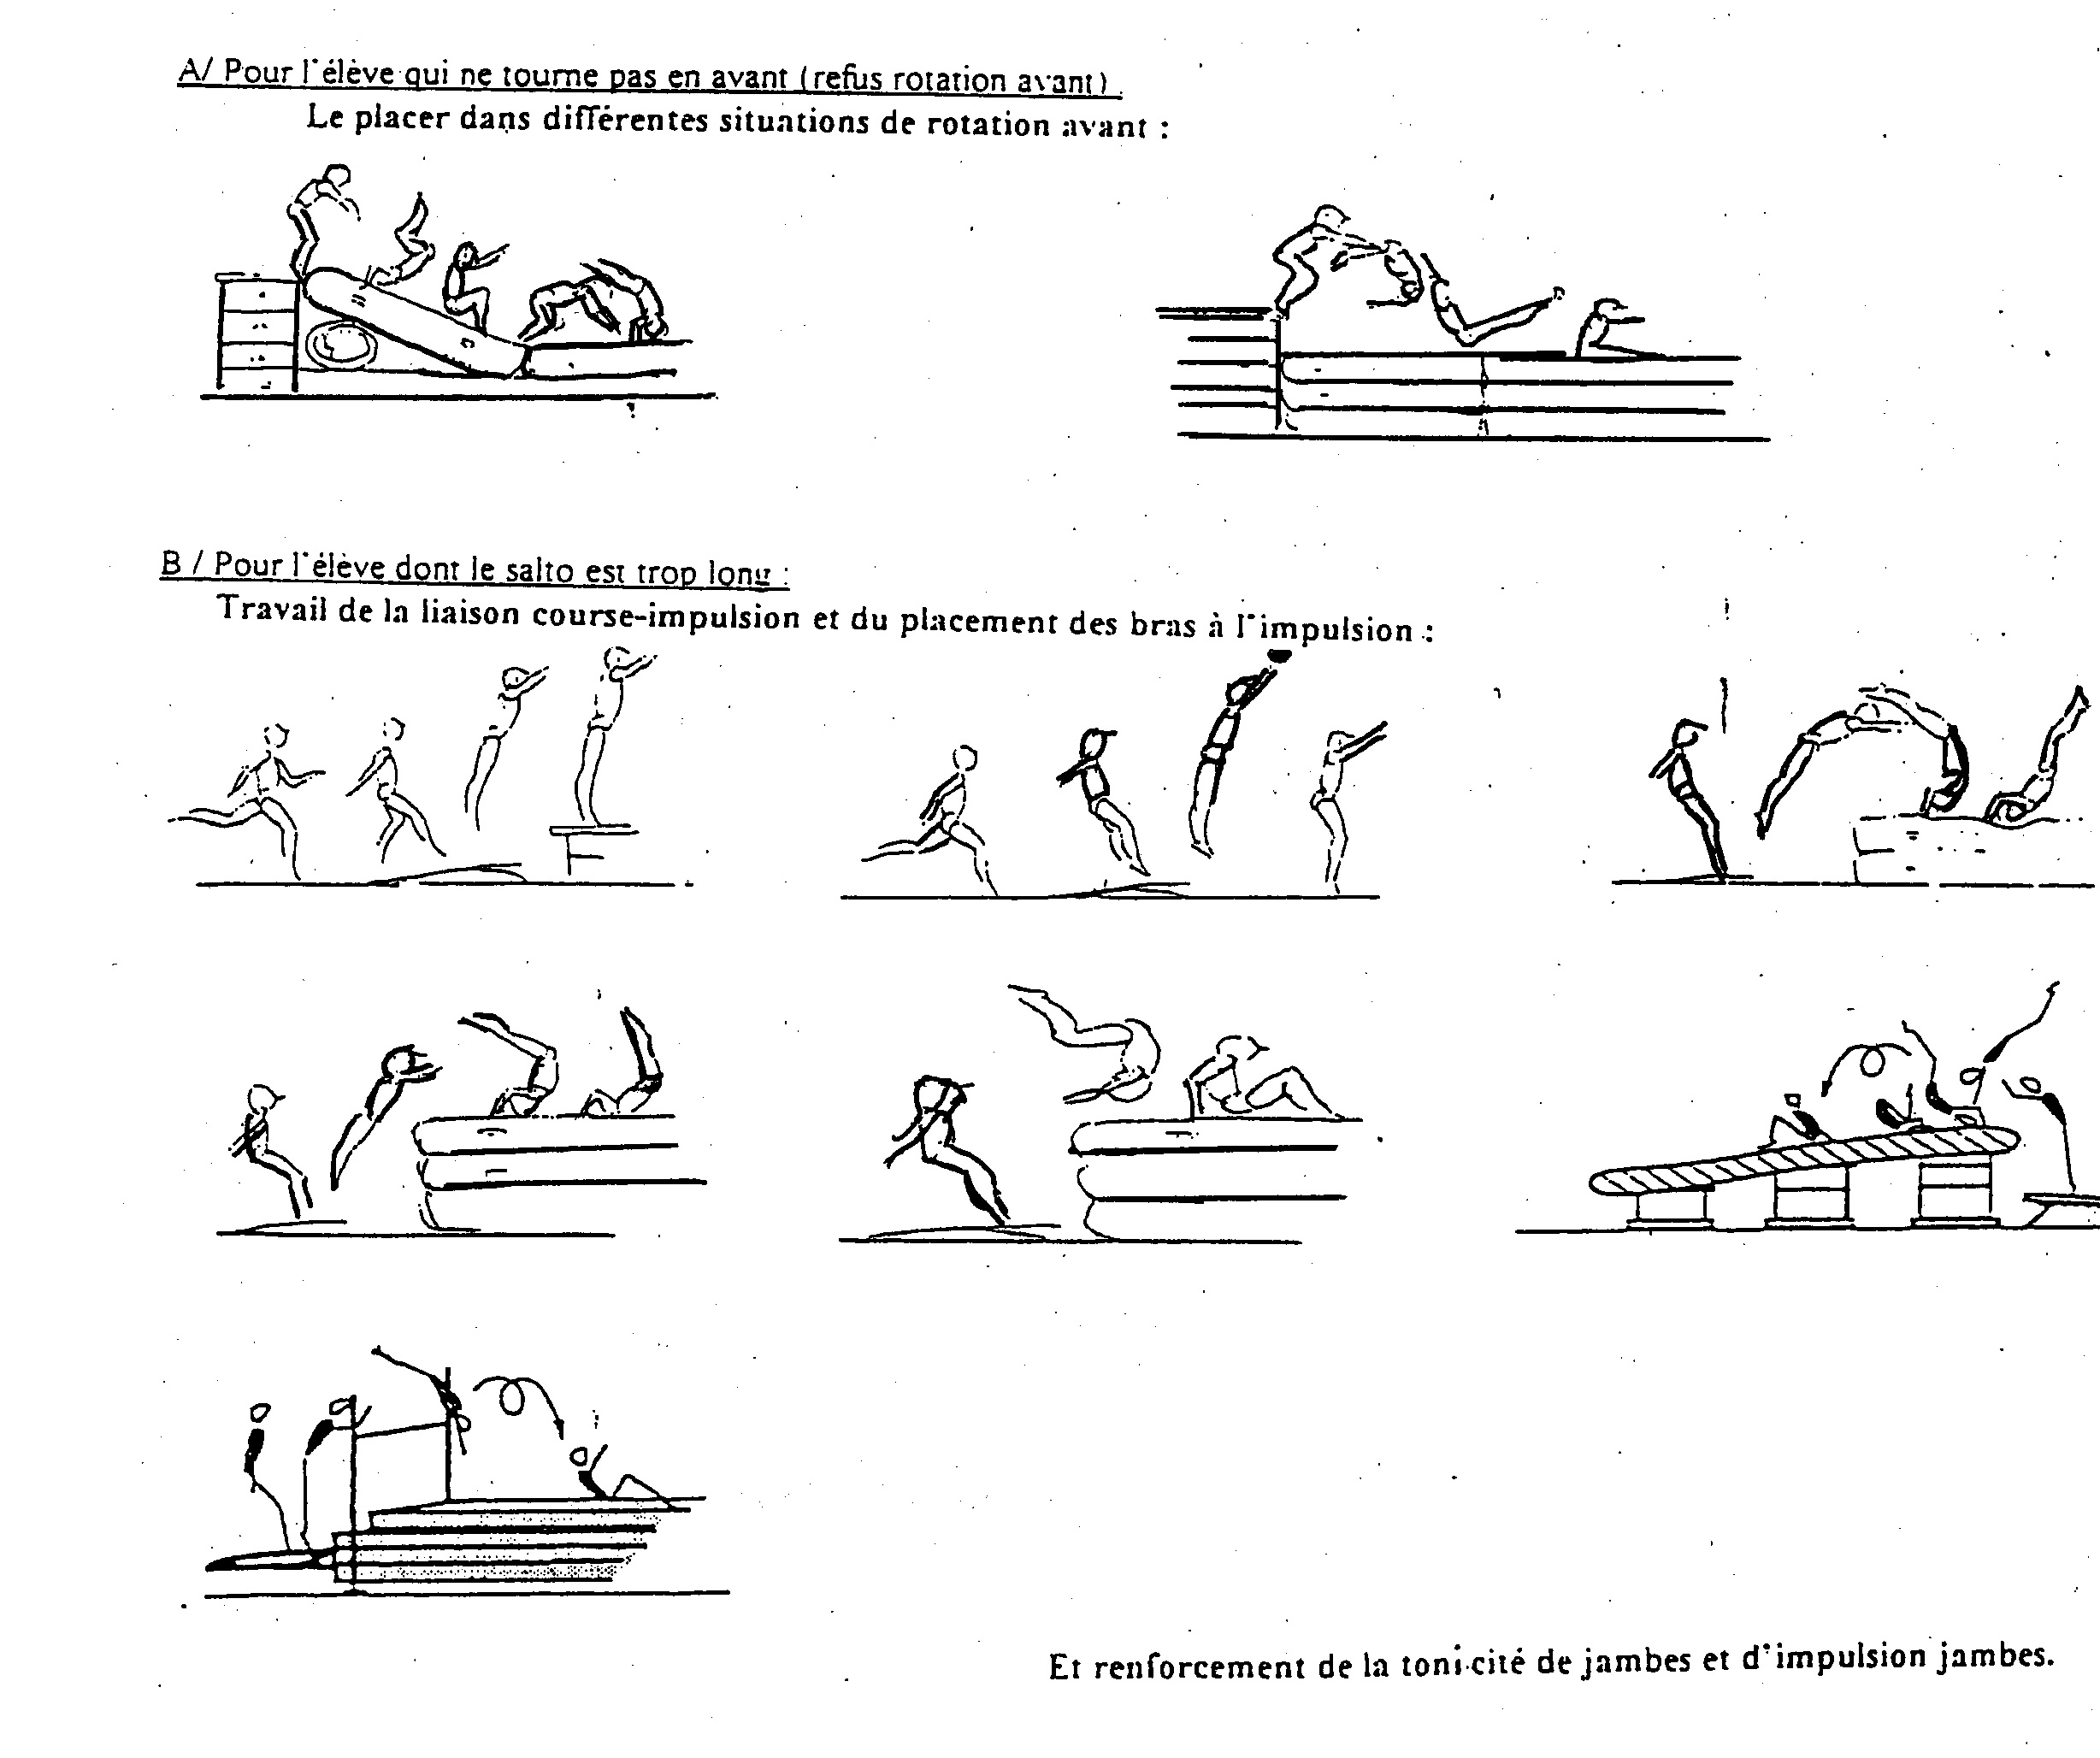 A/ Pour l'élève qui ne tourne pas en avant (refus rotation avant).
Le placer dans différentes situations de rotation avant :
B / Pour l'élève dont le salto est trop long :
Travail de la liaison course-impulsion et du placement des bras à l'impulsion :
Et renforcement de la tonicité de jambes et d'impulsion jambes.